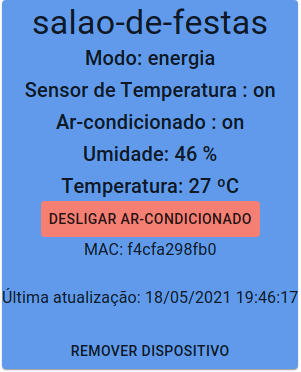 salao-de-festas
Modo: energia
Sensor de Temperatura : on
Ar-condicionado : on
Umidade: 46 %
Temperatura: 27 ºC
DESLIGAR AR-CONDICIONADO
MAC: f4cfa298fb0
Última atualização: 18/05/2021 19:46:17
REMOVER DISPOSITIVO